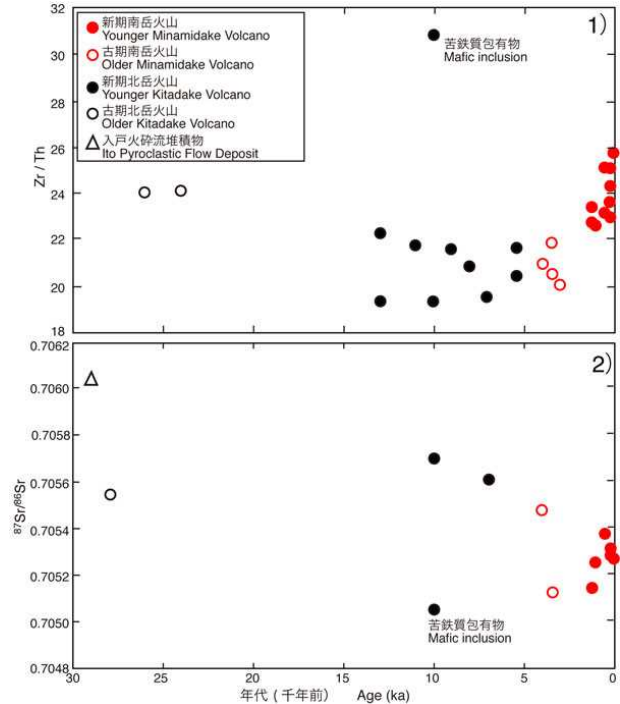 1)
新期南岳火山
Younger Minamidake Volcano
古期南岳火山
Older Minamidake Volcano
新期北岳火山
Younger Kitadake Volcano
古期北岳火山
Older Kitadake Volcano
入戸火砕流堆積物
Ito Pyroclastic Flow Deposit
苦鉄質包有物
Mafic inclusion
Zr / Th
32
30
28
26
24
22
20
18
2)
0.7062
0.7060
0.7058
0.7056
0.7054
0.7052
0.7050
0.7048
87Sr/86Sr
苦鉄質包有物
Mafic inclusion
30
25
20
15
10
5
0
年代 ( 千年前) Age (ka)